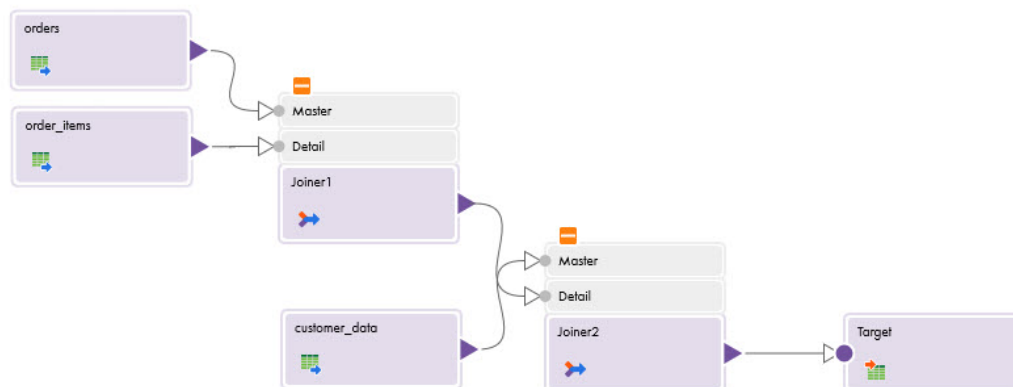 orders
order_items
Master
Detail
Joiner1
customer_data
Master
Detail
Joiner2
Target